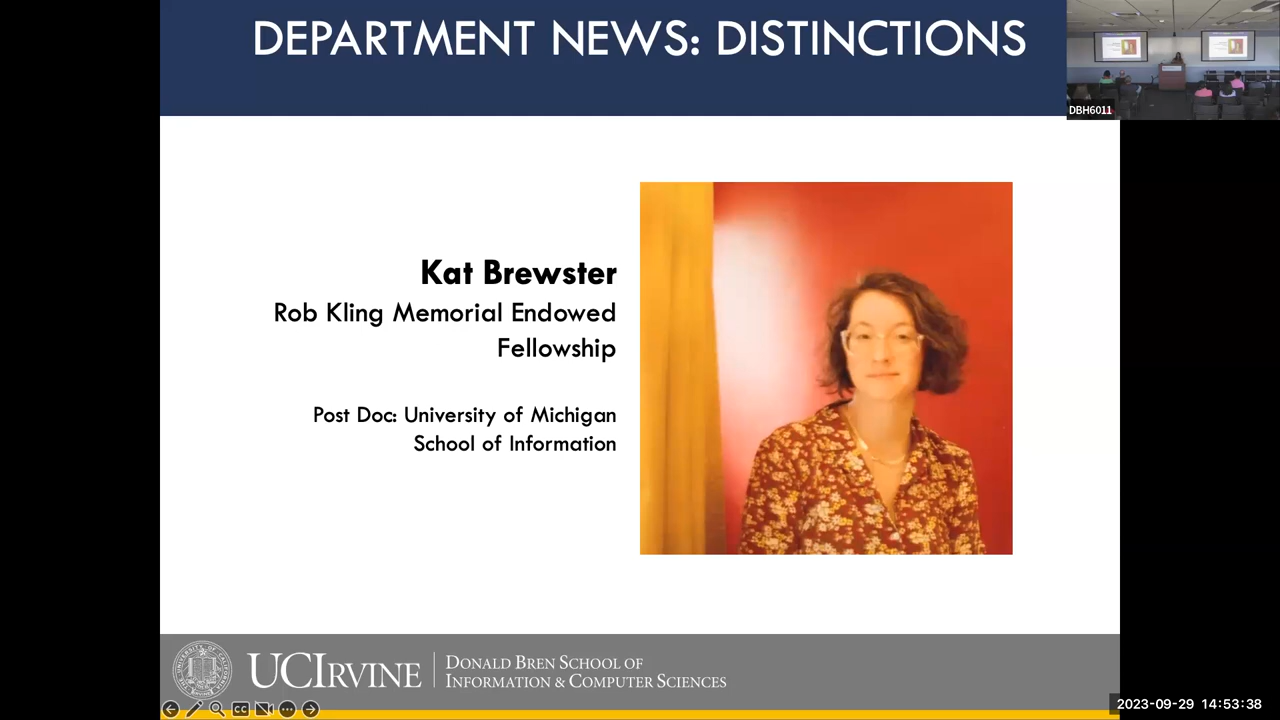 DEPARTMENT NEWS: DISTINCTIONS
DBH6011
Kat Brewster
Rob Kling Memorial Endowed
Fellowship
Post Doc: University of Michigan
School of Information
UCIRVINE
DONALD BREN SCHOOL OF
INFORMATION & COMPUTER SCIENCES
CC
2023-09-29 14:53:38